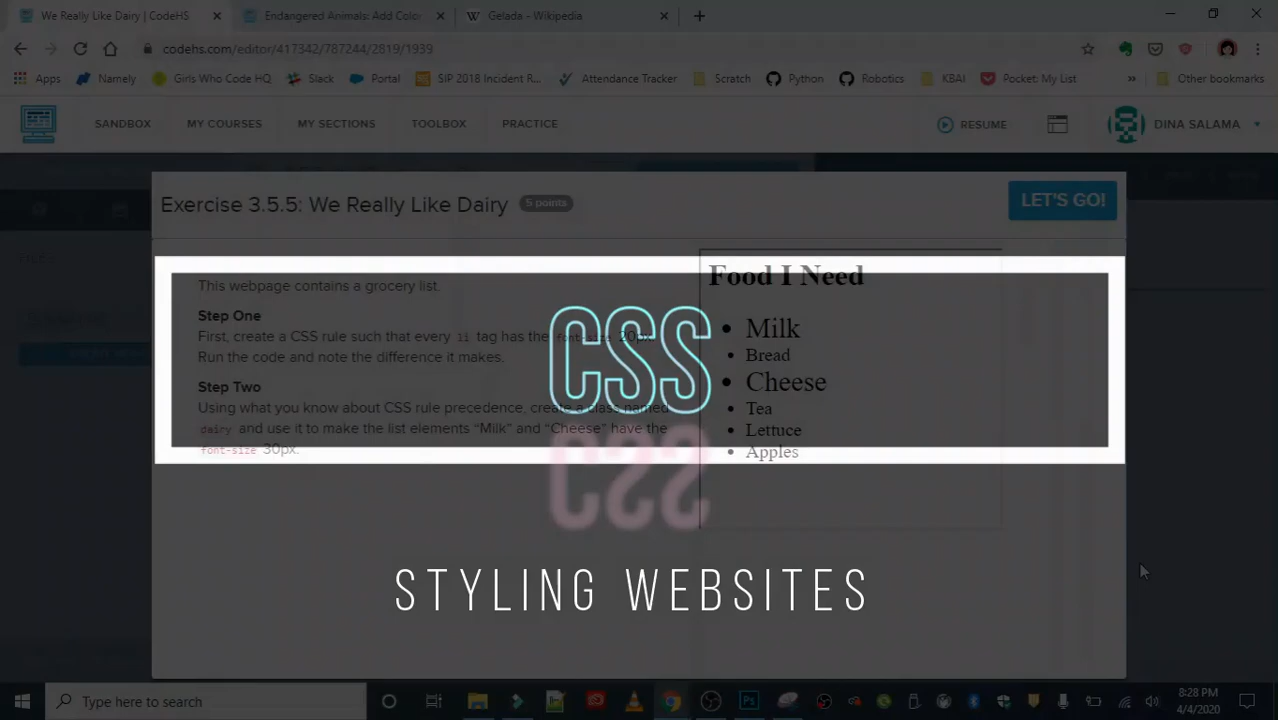 We Really Like Dairy | CodeHS
Endangered Animals: Add Color
Gelada - Wikipedia
codehs.com/editor/417342/787244/2819/1939
Apps
Namely
Girls Who Code HQ
Slack
Portal
SIP 2018 Incident R...
Attendance Tracker
Scratch
Python
Robotics
KBAI
Pocket: My List
»
Other bookmarks
SANDBOX
MY COURSES
MY SECTIONS
TOOLBOX
PRACTICE
RESUME
DINA SALAMA
Exercise 3.5.5: We Really Like Dairy
5 points
LET'S GO!
This webpage contains a grocery list.
Step One
First, create a CSS rule such that every li tag has the font-size 20px.
Run the code and note the difference it makes.
Step Two
Using what you know about CSS rule precedence, create a class named
dairy and use it to make the list elements “Milk” and “Cheese” have the
font-size 30px.
Food I Need
• Milk
• Bread
• Cheese
• Tea
• Lettuce
• Apples
CSS
STYLING WEBSITES
Type here to search
8:28 PM
4/4/2020